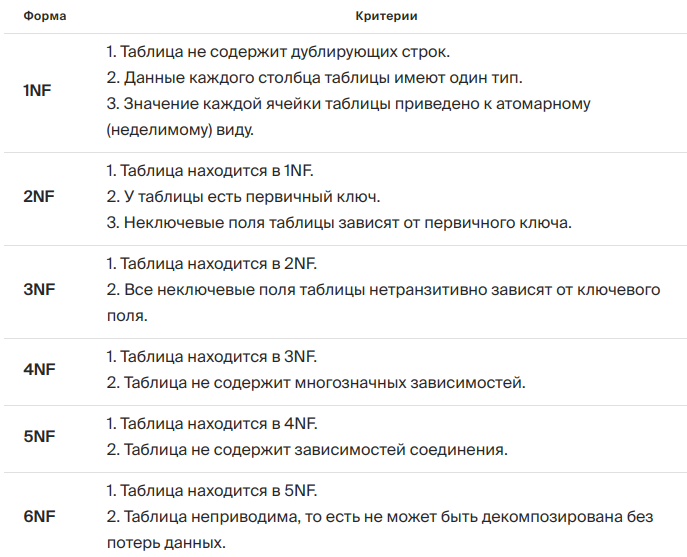 Форма Критерии
1. Таблица не содержит дублирующих строк.
2. Данные каждого столбца таблицы имеют один тип.
1NF
3. Значение каждой ячейки таблицы приведено к атомарному
(неделимому) виду.
1. Таблица находится в 1NF.
2NF 2. У таблицы есть первичный ключ.
3. Неключевые поля таблицы зависят от первичного ключа.
1. Таблица находится в 2NF.
3NF 2. Все неключевые поля таблицы нетранзитивно зависят от ключевого
поля.
1. Таблица находится в 3NF.
4NF
2. Таблица не содержит многозначных зависимостей.
1. Таблица находится в 4NF.
5NF
2. Таблица не содержит зависимостей соединения.
1. Таблица находится в 5NF.
6NF 2. Таблица неприводима, то есть не может быть декомпозирована без
потерь данных.